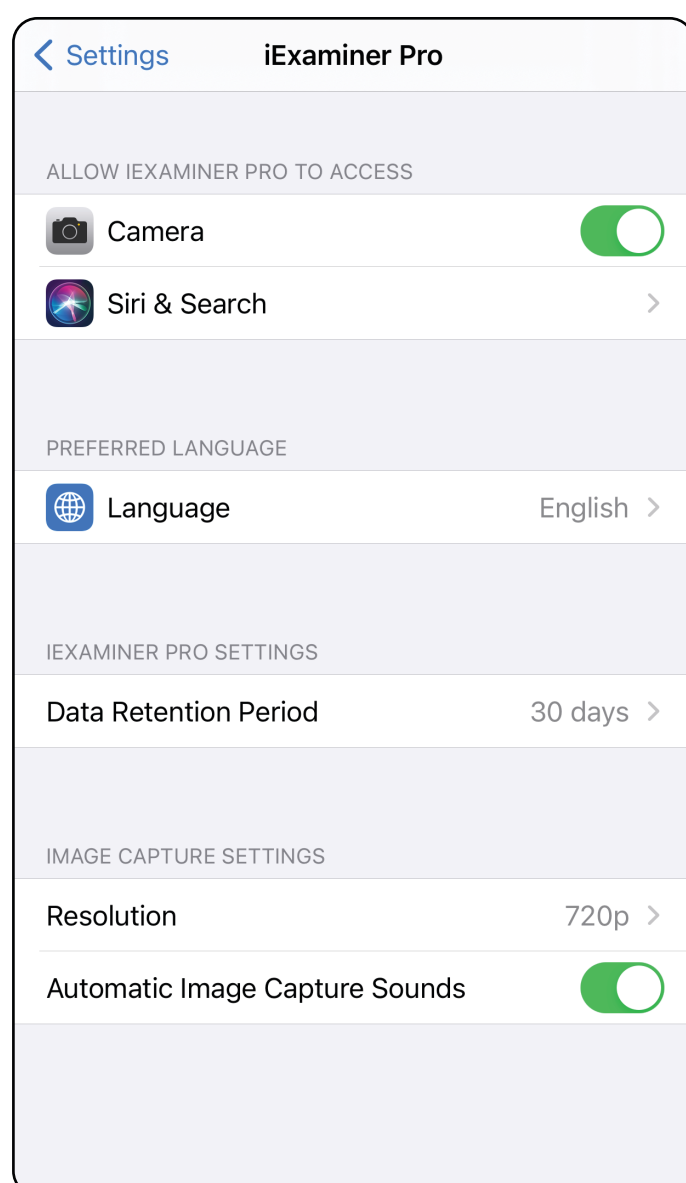 Settings iExaminer Pro
ALLOW IEXAMINER PRO TO ACCESS
Camera
Siri & Search
PREFERRED LANGUAGE
Language English
IEXAMINER PRO SETTINGS
Data Retention Period 30 days
IMAGE CAPTURE SETTINGS
Resolution 720p
Automatic Image Capture Sounds